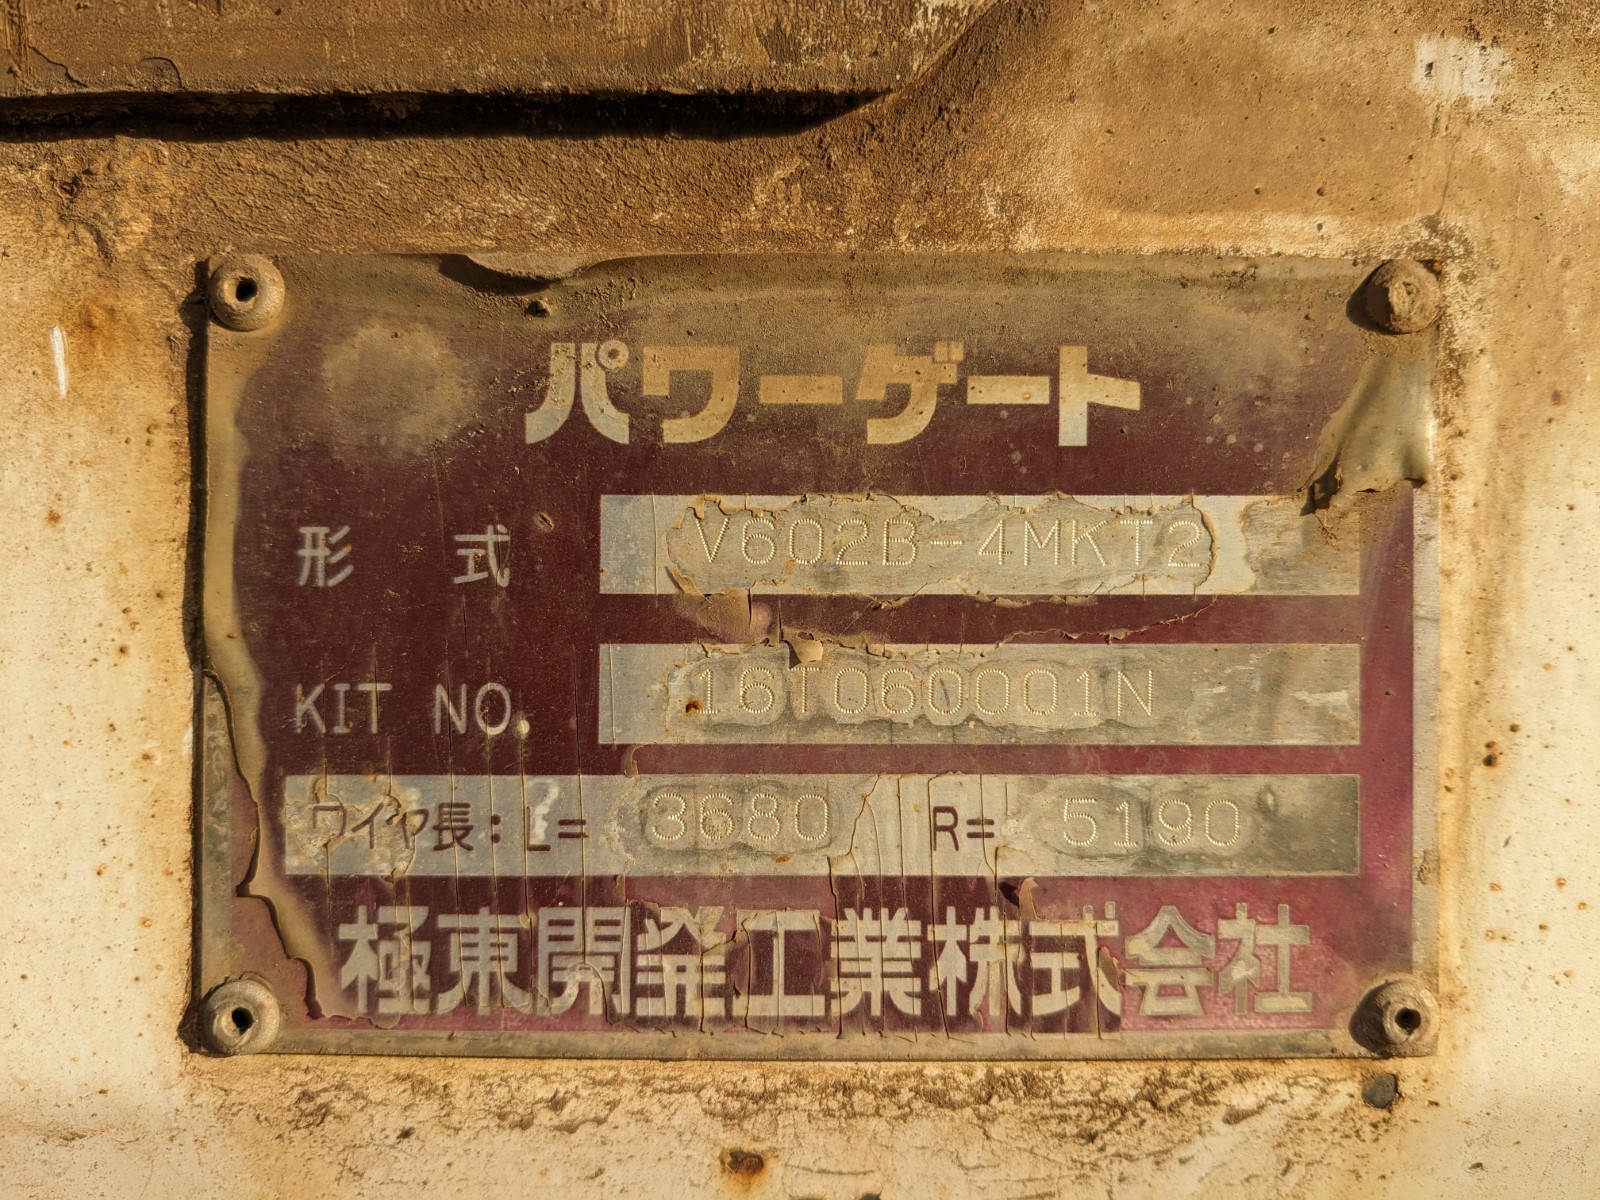 パワーゲート
形 式 V602B-4MKT2
KIT NO. 16T060001N
ワイヤ長: L= 3680 R= 5190
極東開発工業株式会社